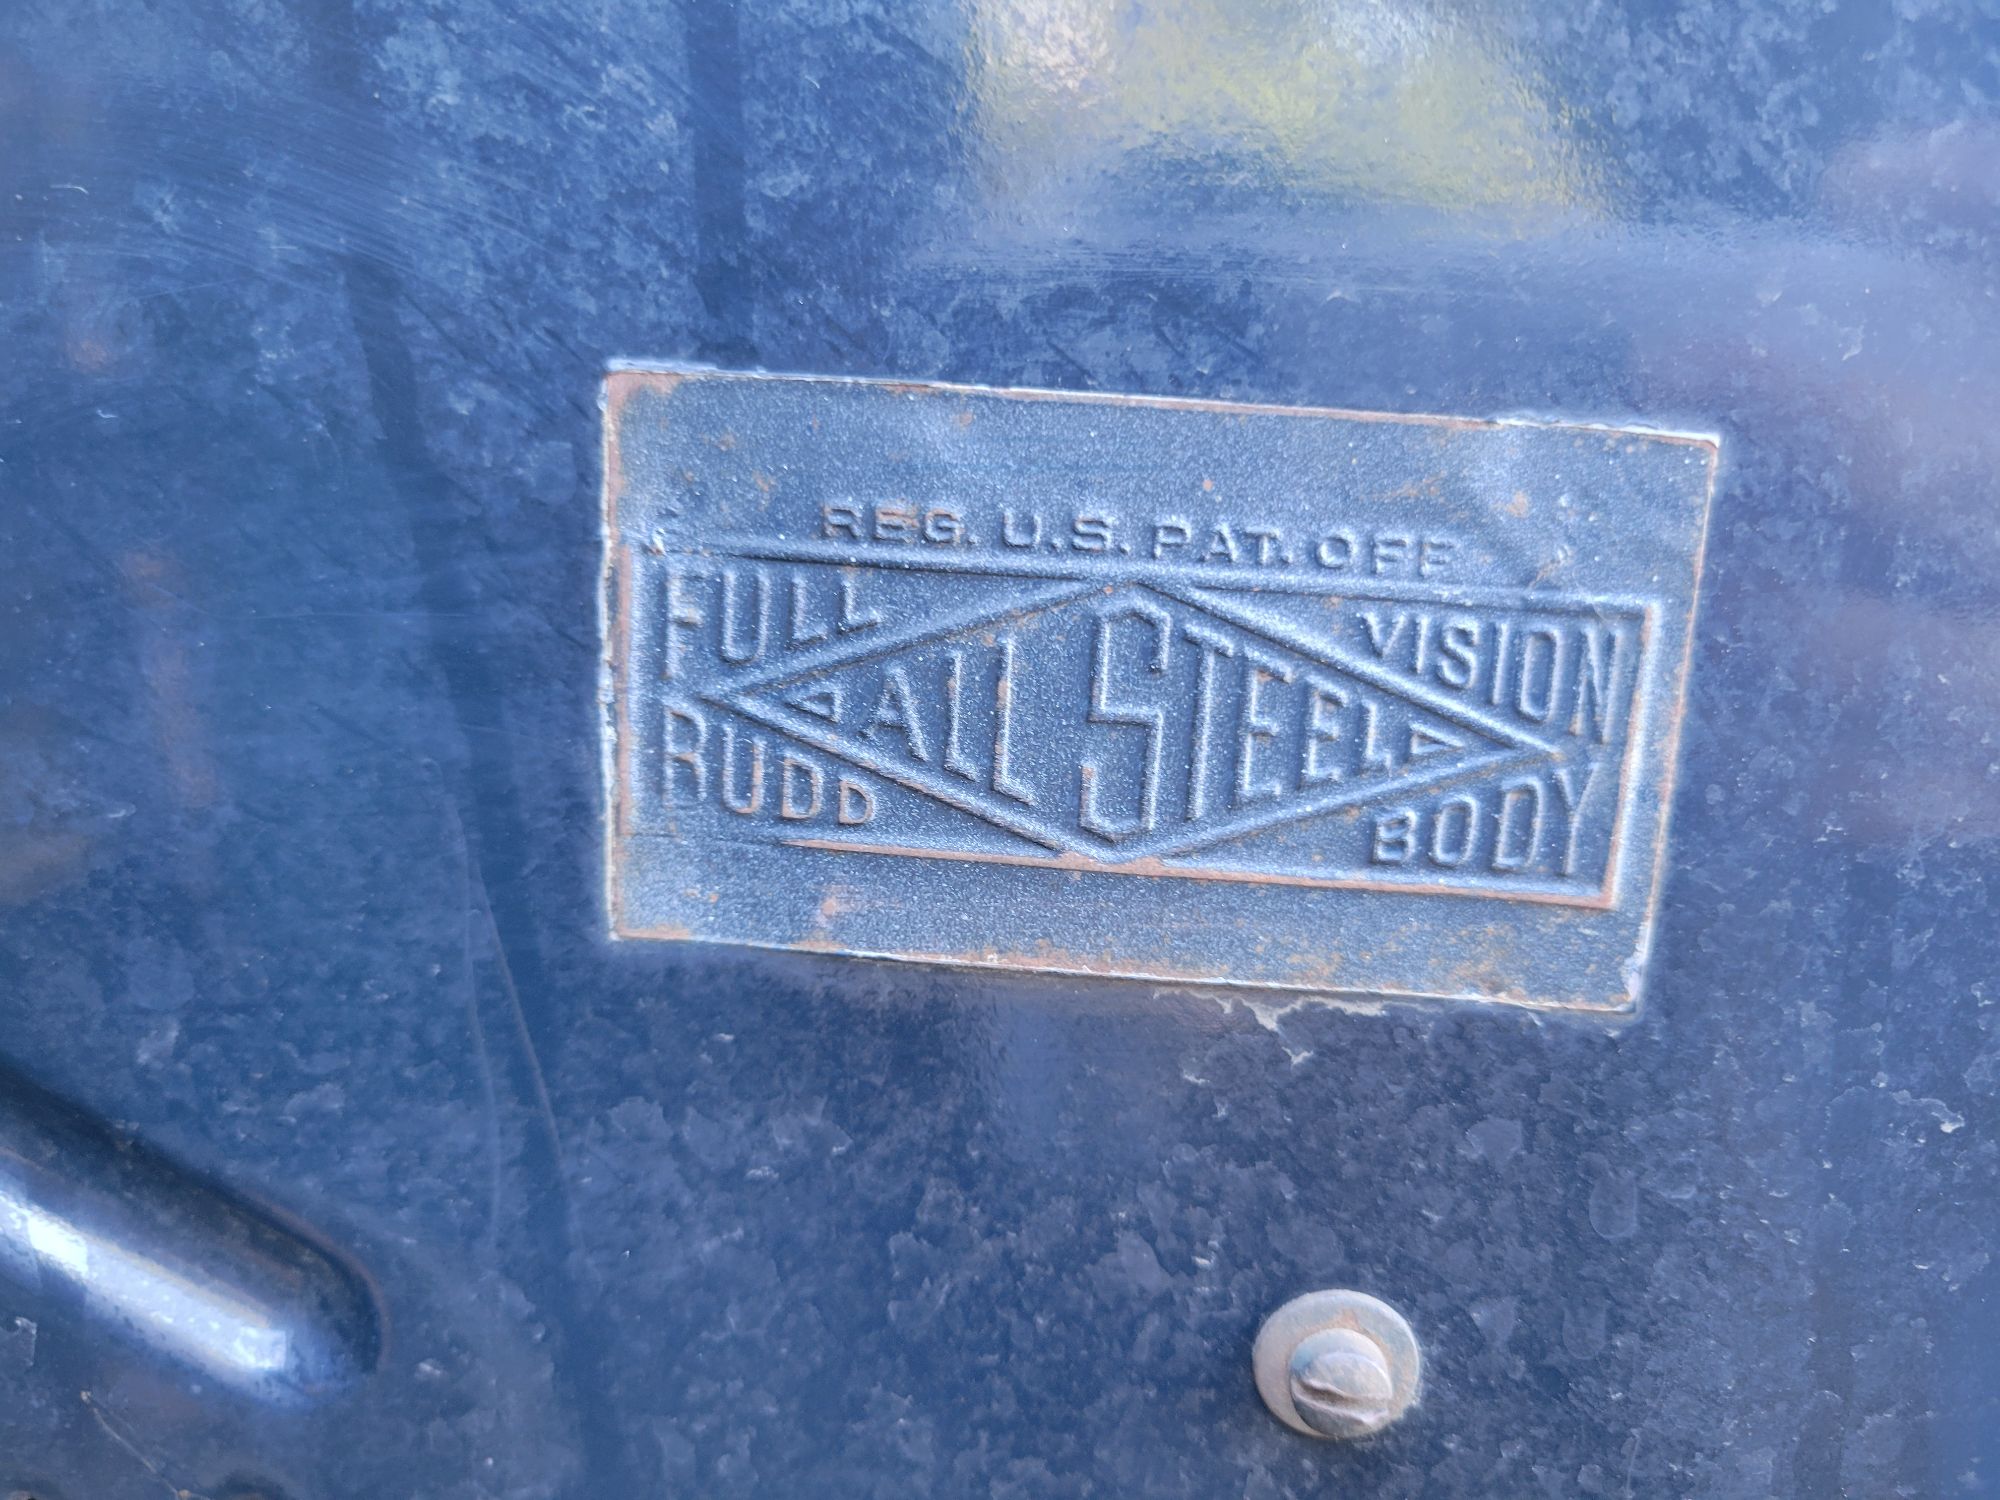 REG. U.S. PAT. OFF
FULL VISION
ALL STEEL
BUDD BODY